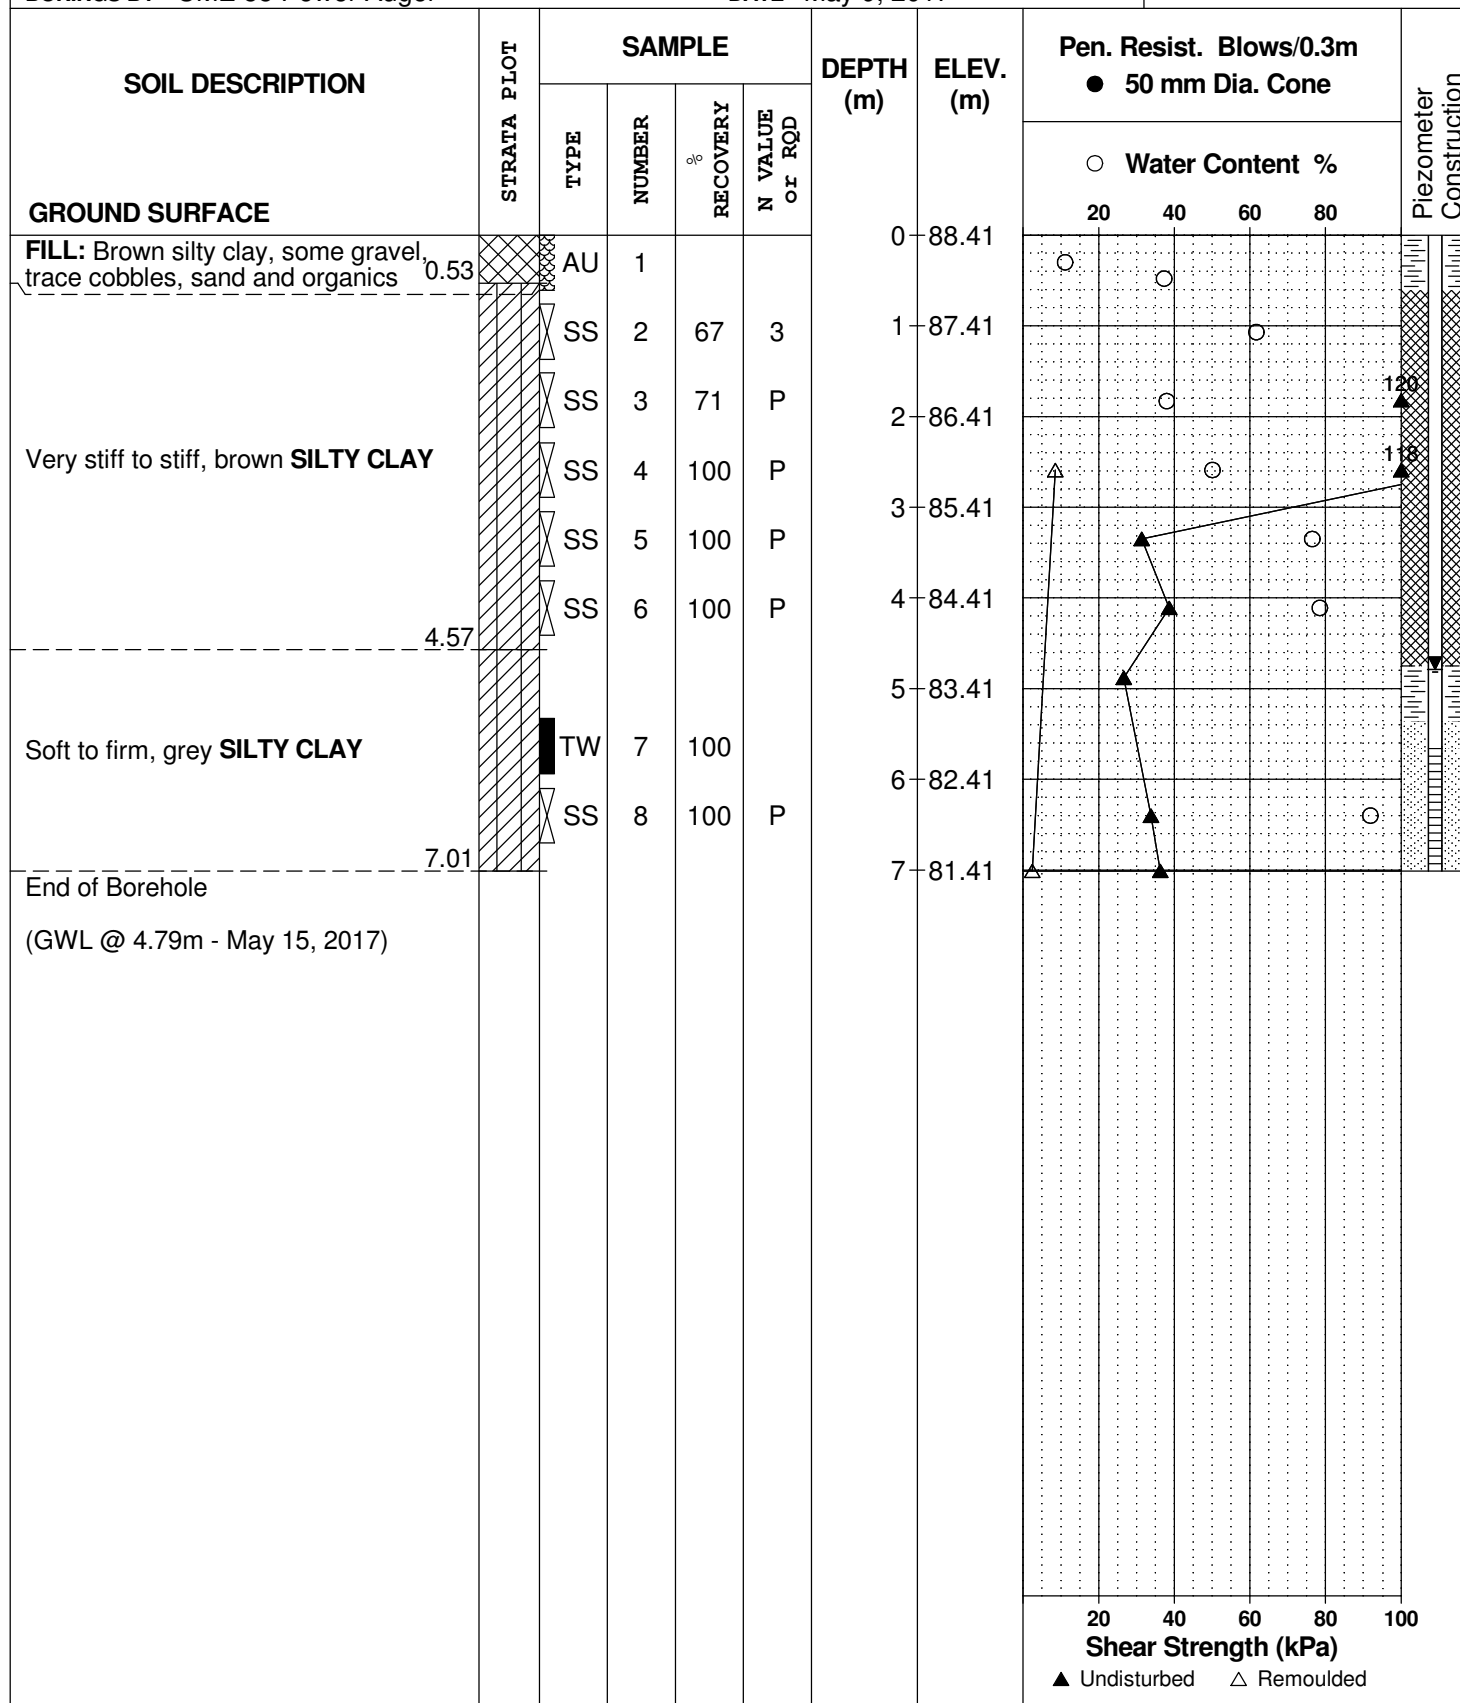 SOIL DESCRIPTION
GROUND SURFACE
STRATA PLOT
SAMPLE
TYPE
NUMBER
% RECOVERY
N VALUE or RQD
DEPTH (m)
ELEV. (m)
Pen. Resist. Blows/0.3m
● 50 mm Dia. Cone
○ Water Content %
20 40 60 80
Piezometer
Construction
0 88.41
FILL: Brown silty clay, some gravel,
trace cobbles, sand and organics 0.53
AU 1
SS 2 67 3
1 87.41
120
SS 3 71 P
2 86.41
Very stiff to stiff, brown SILTY CLAY
118
SS 4 100 P
3 85.41
SS 5 100 P
4 84.41
SS 6 100 P
4.57
5 83.41
Soft to firm, grey SILTY CLAY
TW 7 100
6 82.41
SS 8 100 P
7.01
7 81.41
End of Borehole
(GWL @ 4.79m - May 15, 2017)
20 40 60 80 100
Shear Strength (kPa)
▲ Undisturbed △ Remoulded